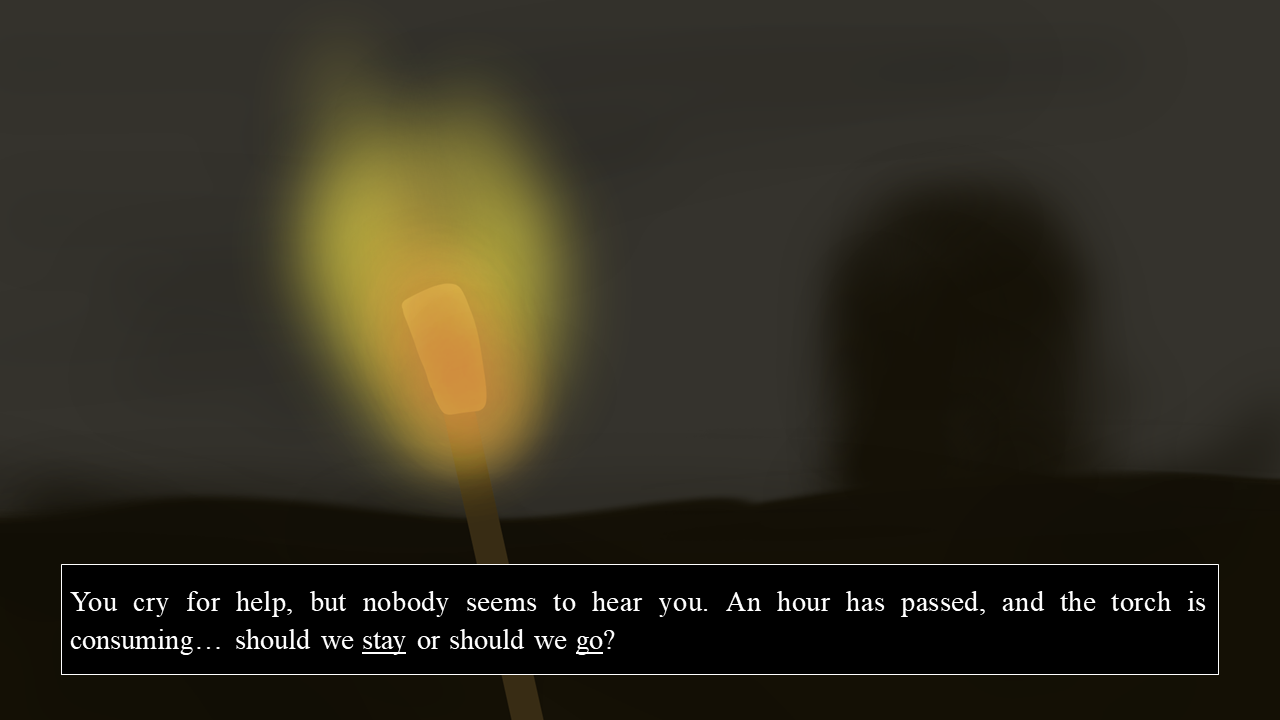 You cry for help, but nobody seems to hear you. An hour has passed, and the torch is
consuming… should we stay or should we go?